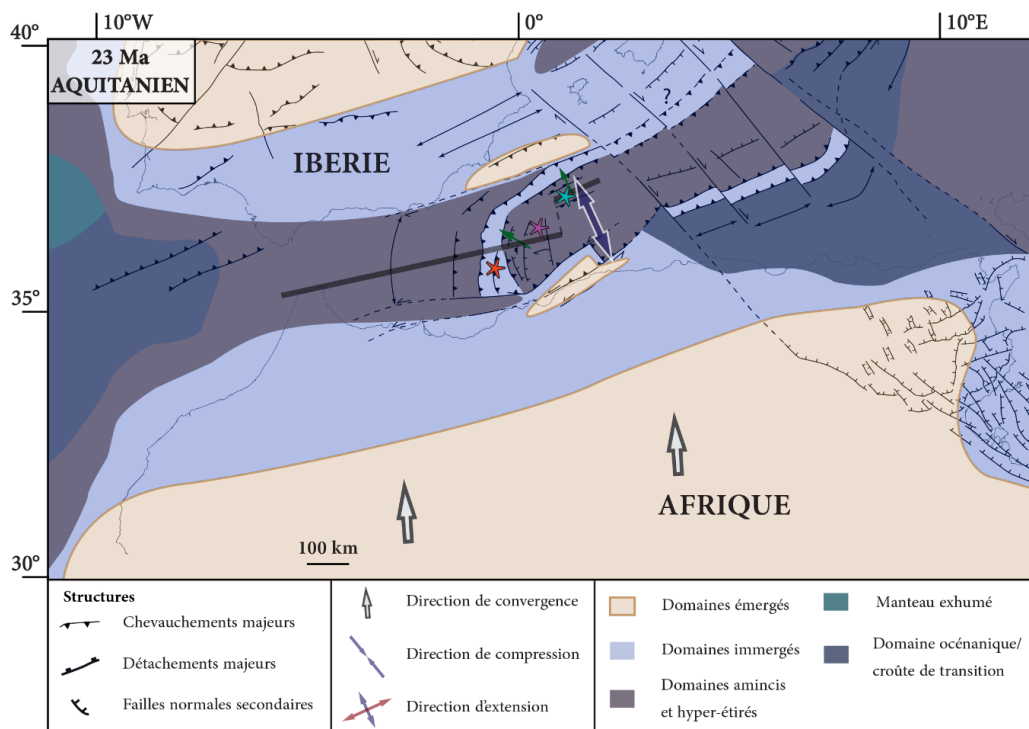 10°W 0° 10°E
40°
23 Ma
AQUITANIEN
?
IBERIE
35°
AFRIQUE
100 km
30°
Structures
Chevauchements majeurs
Détachements majeurs
Failles normales secondaires
Direction de convergence
Direction de compression
Direction d'extension
Domaines émergés
Domaines immergés
Domaines amincis
et hyper-étirés
Manteau exhumé
Domaine océnanique/
croûte de transition